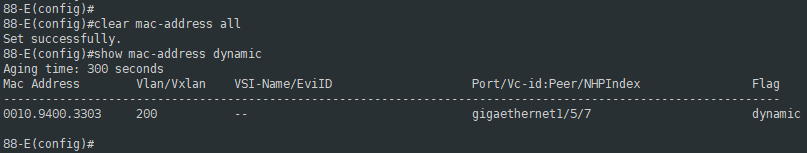 88-E(config)#
88-E(config)#clear mac-address all
Set successfully.
88-E(config)#show mac-address dynamic
Aging time: 300 seconds
Mac Address Vlan/Vxlan VSI-Name/EviID Port/Vc-id:Peer/NHPIndex Flag
--------------------------------------------------------------------------------------------------------------
0010.9400.3303 200 -- gigaethernet1/5/7 dynamic
88-E(config)#